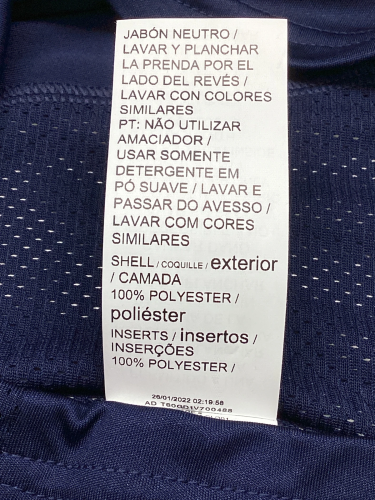 JABÓN NEUTRO /
LAVAR Y PLANCHAR
LA PRENDA POR EL
LADO DEL REVÉS /
LAVAR CON COLORES
SIMILARES
PT: NÃO UTILIZAR
AMACIADOR /
USAR SOMENTE
DETERGENTE EM
PÓ SUAVE / LAVAR E
PASSAR DO AVESSO /
LAVAR COM CORES
SIMILARES
SHELL / COQUILLE / exterior
/ CAMADA
100% POLYESTER /
poliéster
INSERTS / insertos /
INSERÇÕES
100% POLYESTER /
26/01/2022 02:19:58